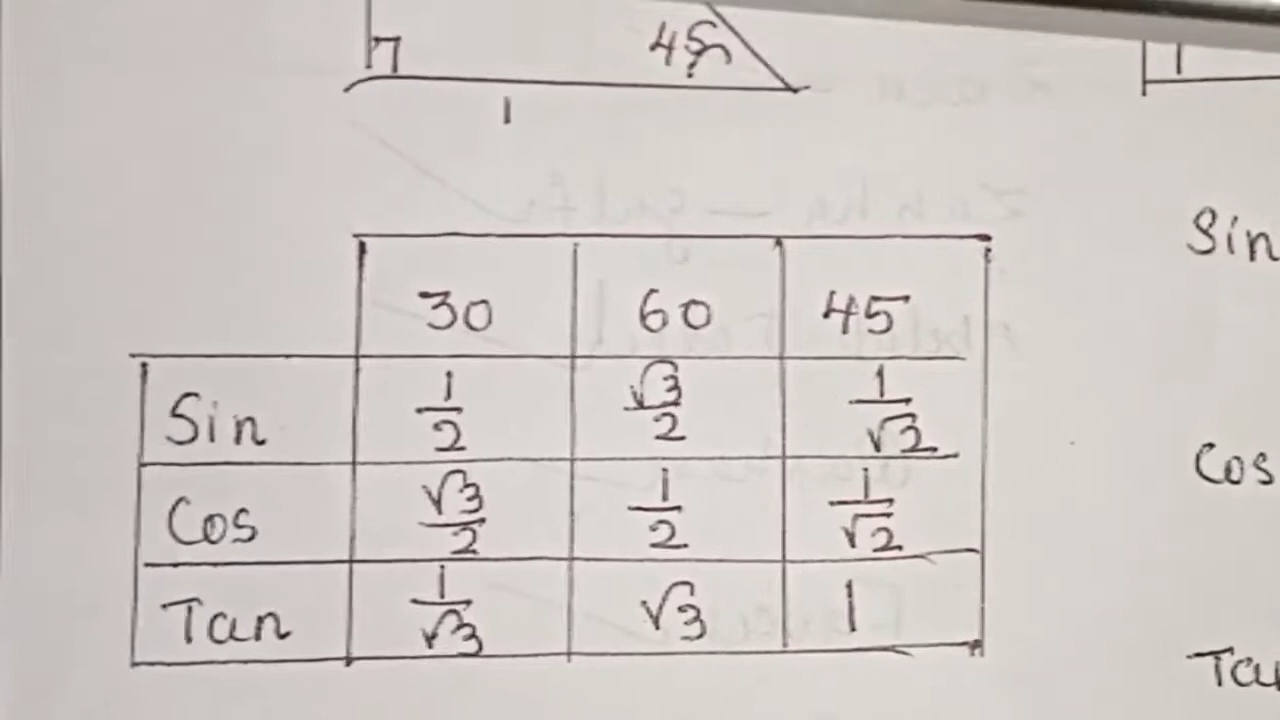 45
1
30 60 45
Sin 1/2 √3/2 1/√2
Cos √3/2 1/2 1/√2
Tan 1/√3 √3 1
Sin
Cos